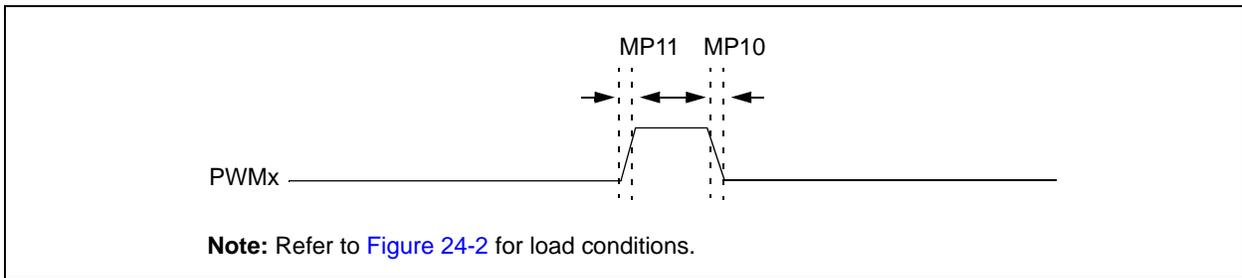 MP11 MP10
PWMx
Note: Refer to Figure 24-2 for load conditions.